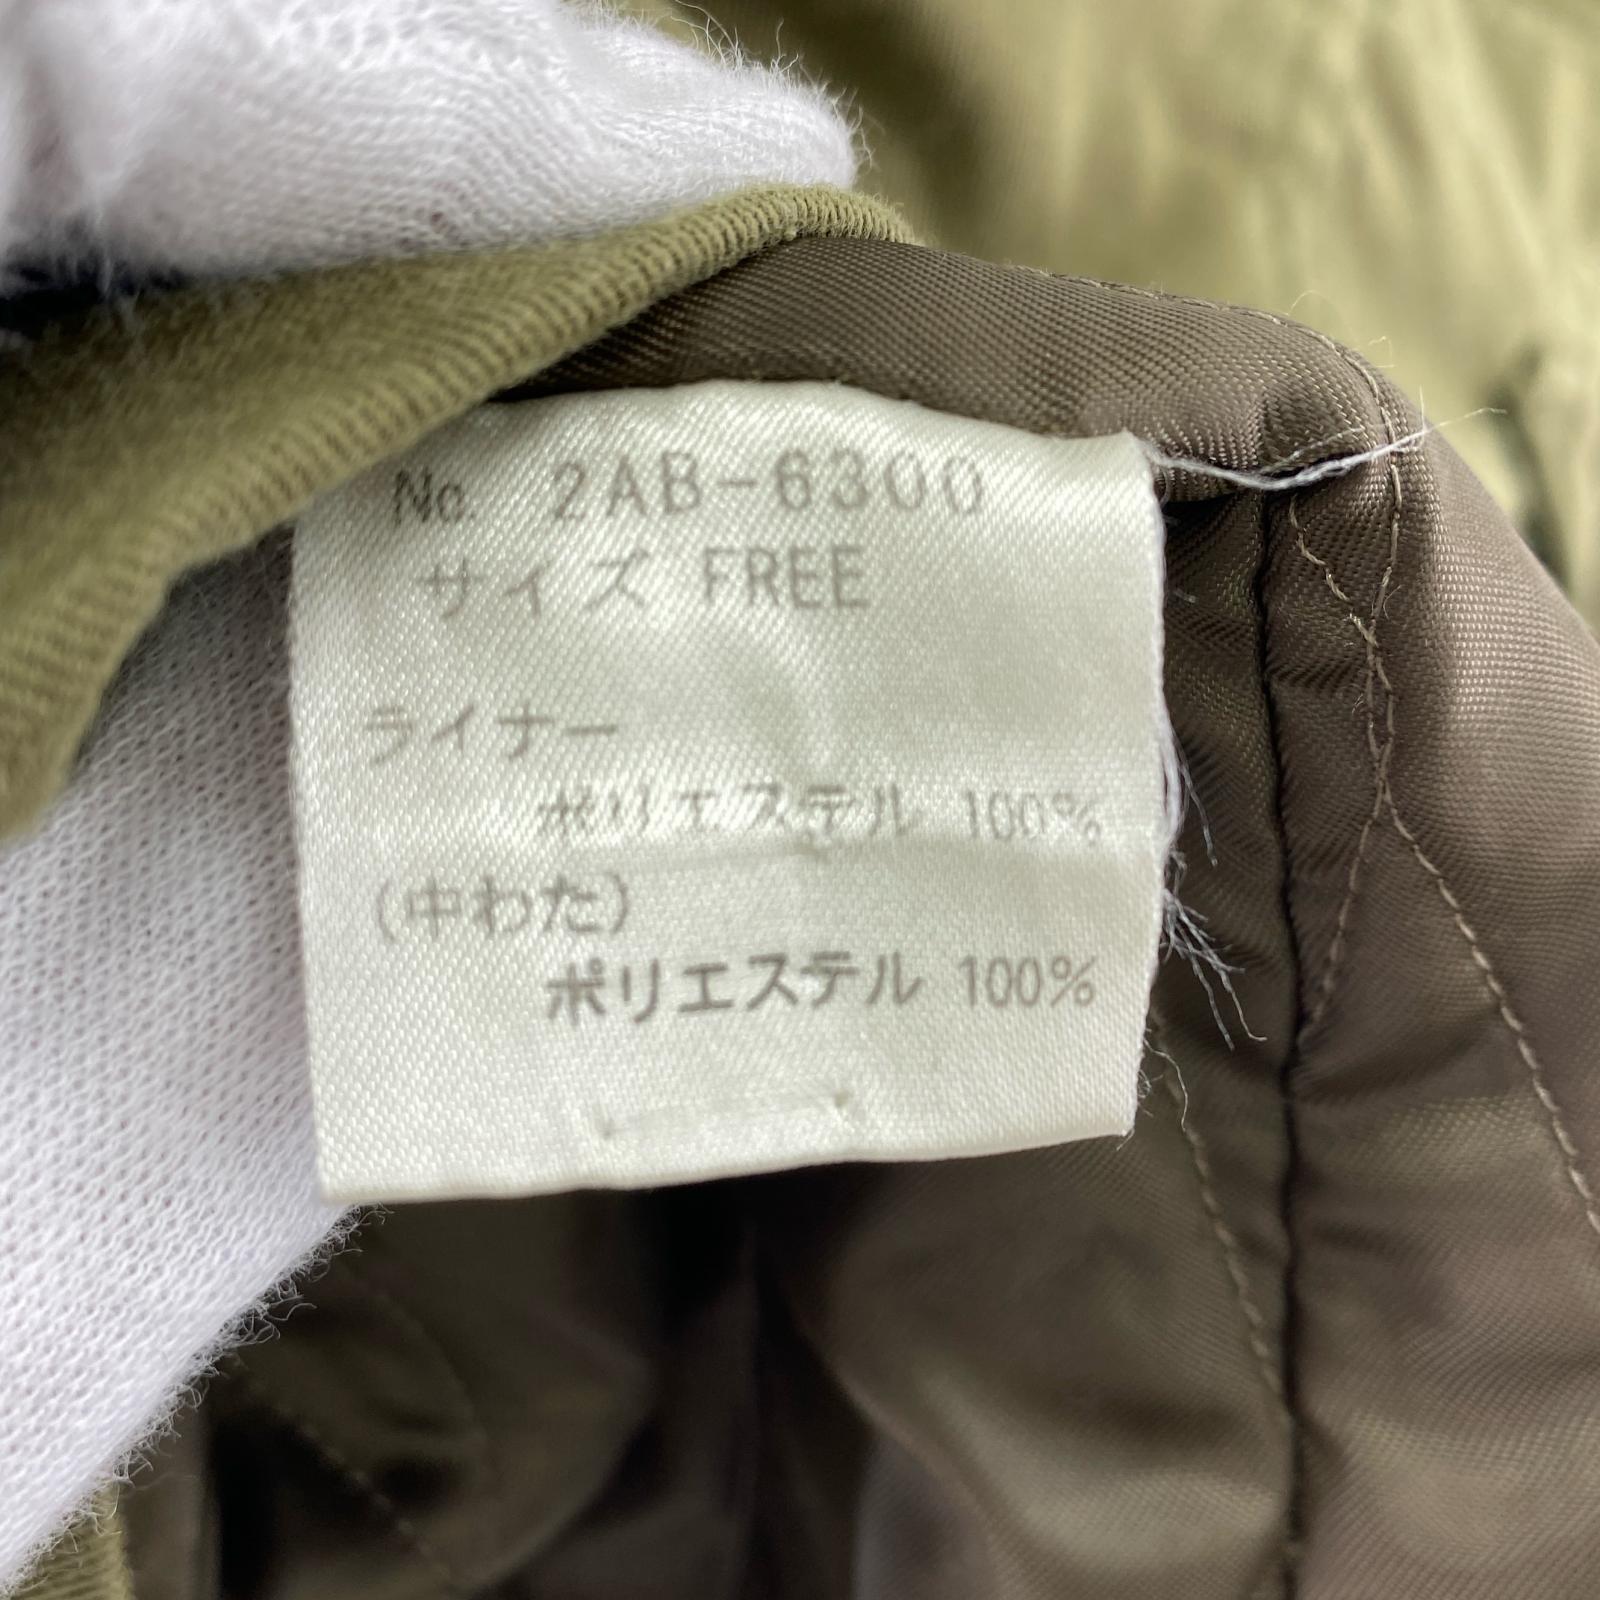 No. 2AB-6300
サイズ FREE
ライナー
ポリエステル 100%
(中わた)
ポリエステル 100%